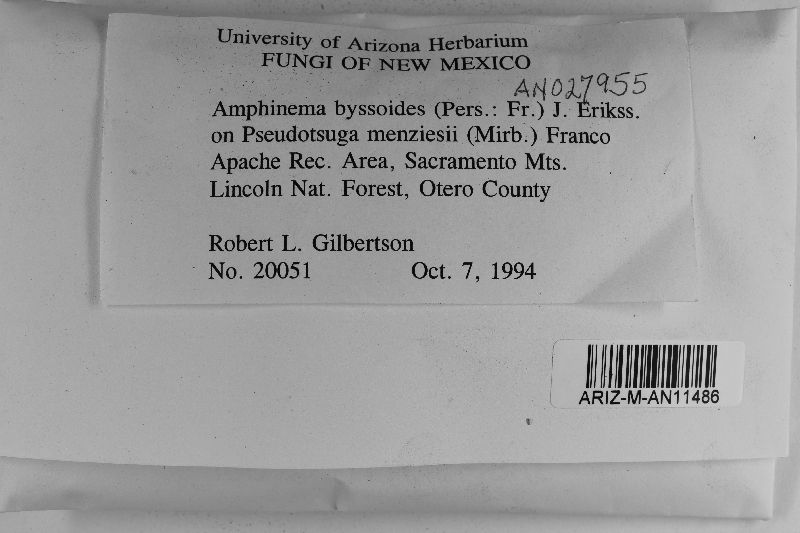 University of Arizona Herbarium
FUNGI OF NEW MEXICO
AN027955
Amphinema byssoides (Pers.: Fr.) J. Erikss.
on Pseudotsuga menziesii (Mirb.) Franco
Apache Rec. Area, Sacramento Mts.
Lincoln Nat. Forest, Otero County
Robert L. Gilbertson
No. 20051 Oct. 7, 1994
ARIZ-M-AN11486